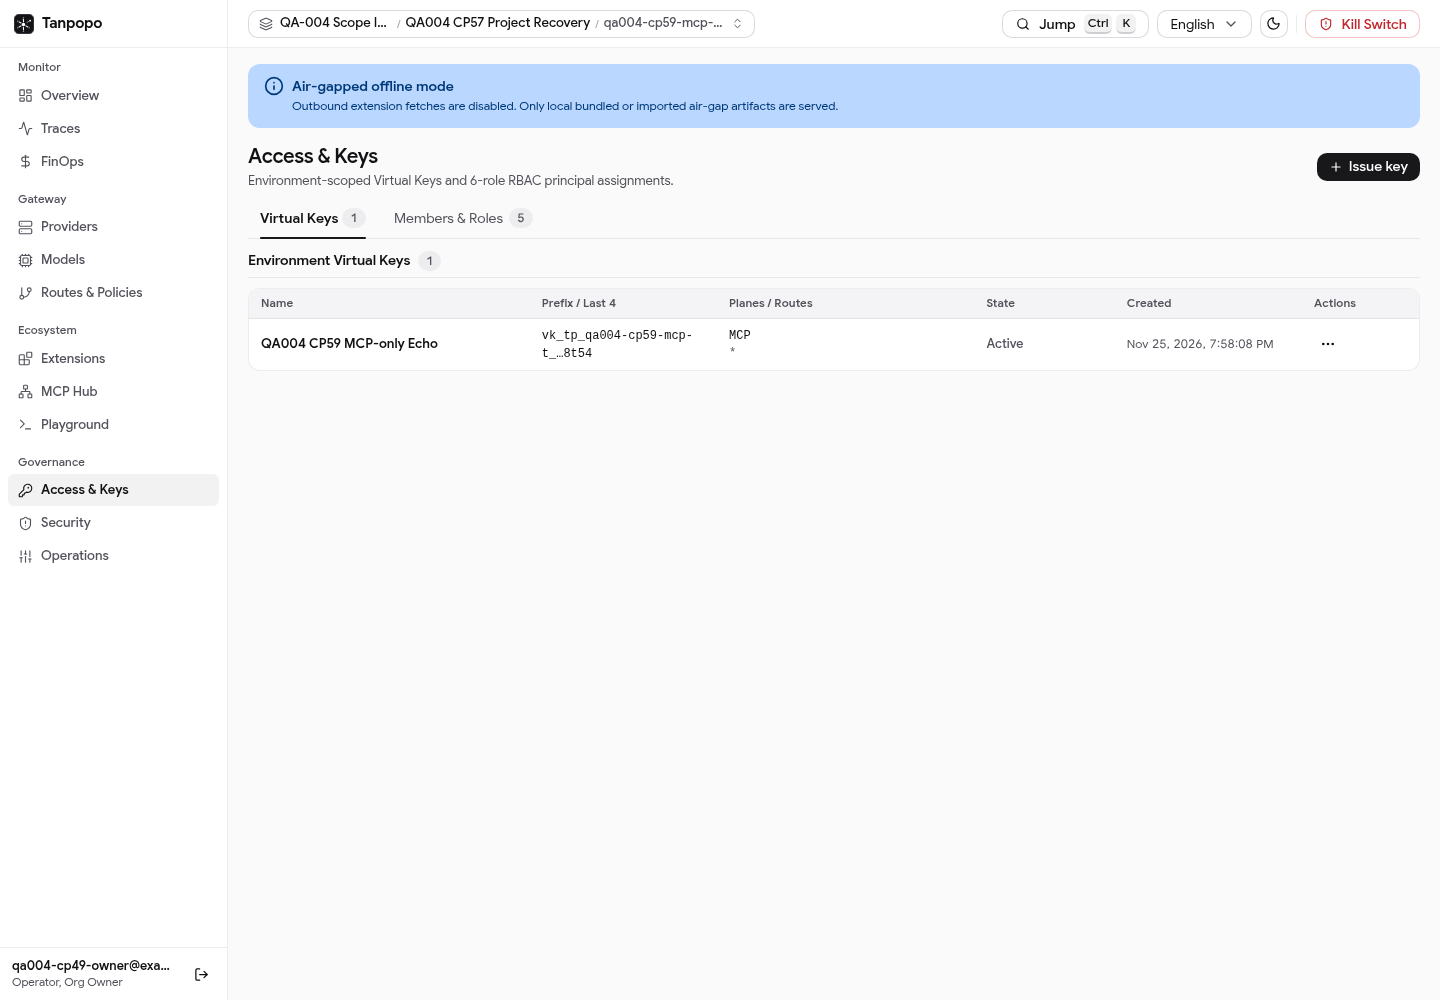 Tanpopo
QA-004 Scope I... / QA004 CP57 Project Recovery / qa004-cp59-mcp-...
Jump Ctrl K
English
Kill Switch
Monitor
Overview
Traces
FinOps
Gateway
Providers
Models
Routes & Policies
Ecosystem
Extensions
MCP Hub
Playground
Governance
Access & Keys
Security
Operations
qa004-cp49-owner@exa...
Operator, Org Owner
Air-gapped offline mode
Outbound extension fetches are disabled. Only local bundled or imported air-gap artifacts are served.
Access & Keys
Environment-scoped Virtual Keys and 6-role RBAC principal assignments.
Issue key
Virtual Keys 1 Members & Roles 5
Environment Virtual Keys 1
Name Prefix / Last 4 Planes / Routes State Created Actions
QA004 CP59 MCP-only Echo
vk_tp_qa004-cp59-mcp-
t_…8t54
MCP
*
Active
Nov 25, 2026, 7:58:08 PM